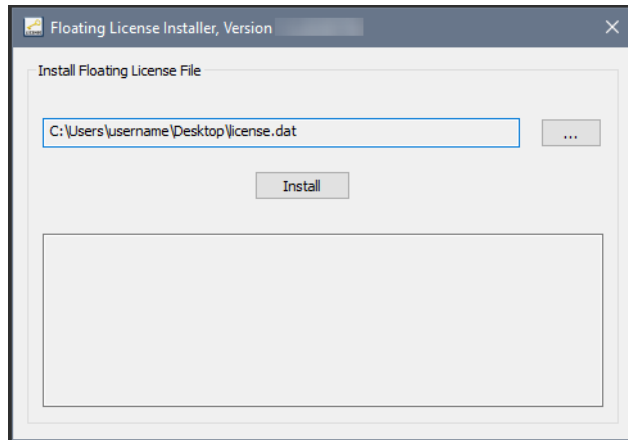 Floating License Installer, Version
Install Floating License File
C:\Users\username\Desktop\license.dat
...
Install